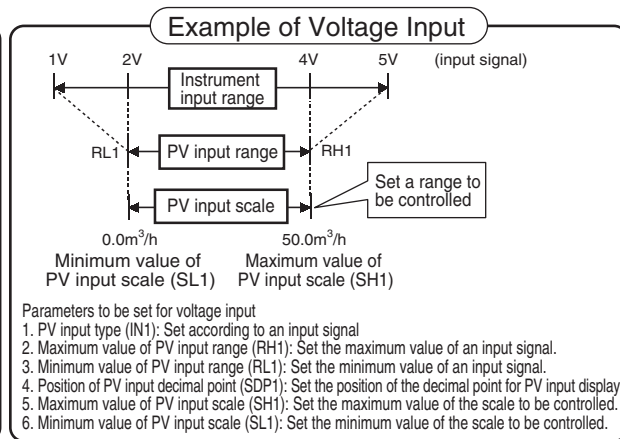 Example of Voltage Input
1V 2V 4V 5V (input signal)
Instrument
input range
RL1 PV input range RH1
Set a range to
be controlled
PV input scale
0.0m³/h 50.0m³/h
Minimum value of Maximum value of
PV input scale (SL1) PV input scale (SH1)
Parameters to be set for voltage input
1. PV input type (IN1): Set according to an input signal
2. Maximum value of PV input range (RH1): Set the maximum value of an input signal.
3. Minimum value of PV input range (RL1): Set the minimum value of an input signal.
4. Position of PV input decimal point (SDP1): Set the position of the decimal point for PV input display
5. Maximum value of PV input scale (SH1): Set the maximum value of the scale to be controlled.
6. Minimum value of PV input scale (SL1): Set the minimum value of the scale to be controlled.